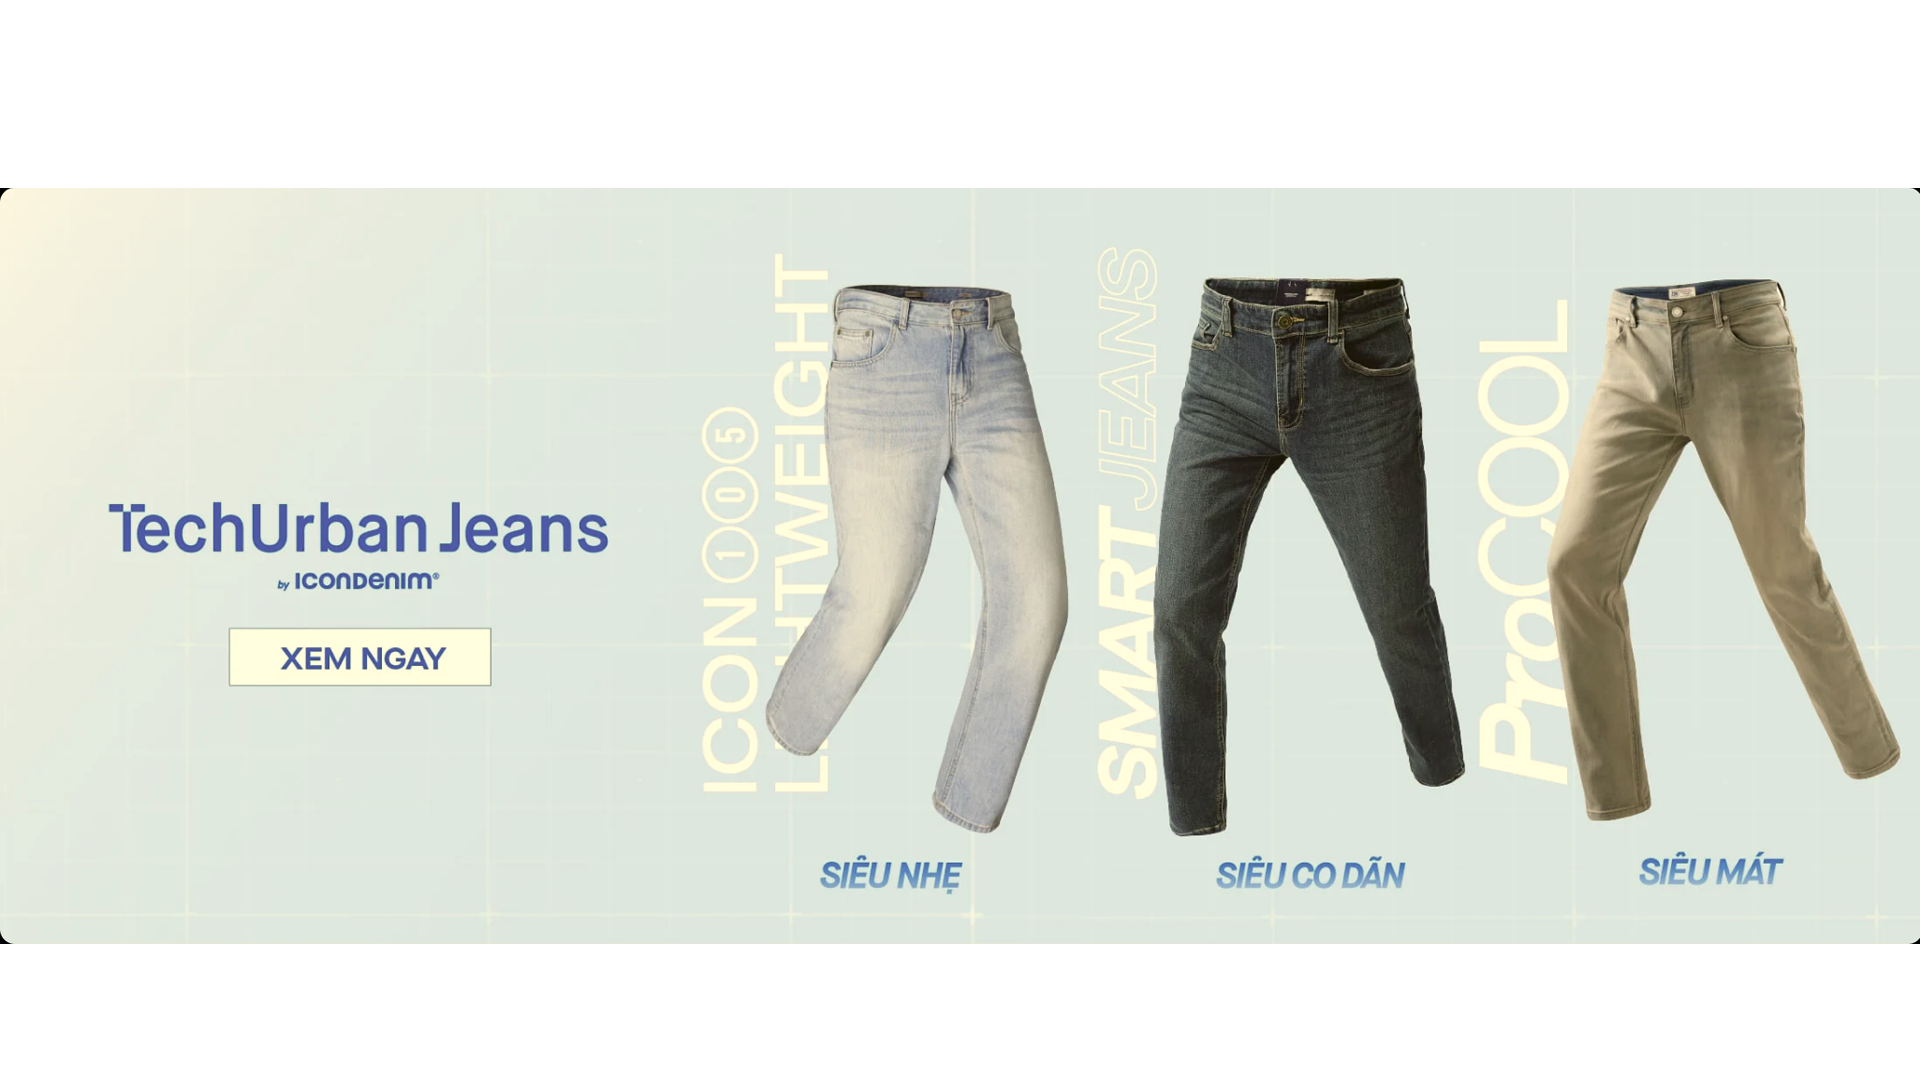 TechUrban Jeans
by ICONDENIM®
XEM NGAY
ICON 105
LIGHTWEIGHT
SIÊU NHẸ
SMART JEANS
SIÊU CO DÃN
ProCOOL
SIÊU MÁT